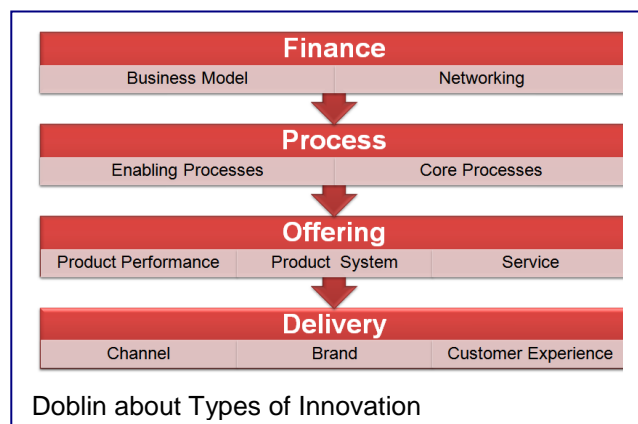 Finance
Business Model Networking
Process
Enabling Processes Core Processes
Offering
Product Performance Product System Service
Delivery
Channel Brand Customer Experience
Doblin about Types of Innovation